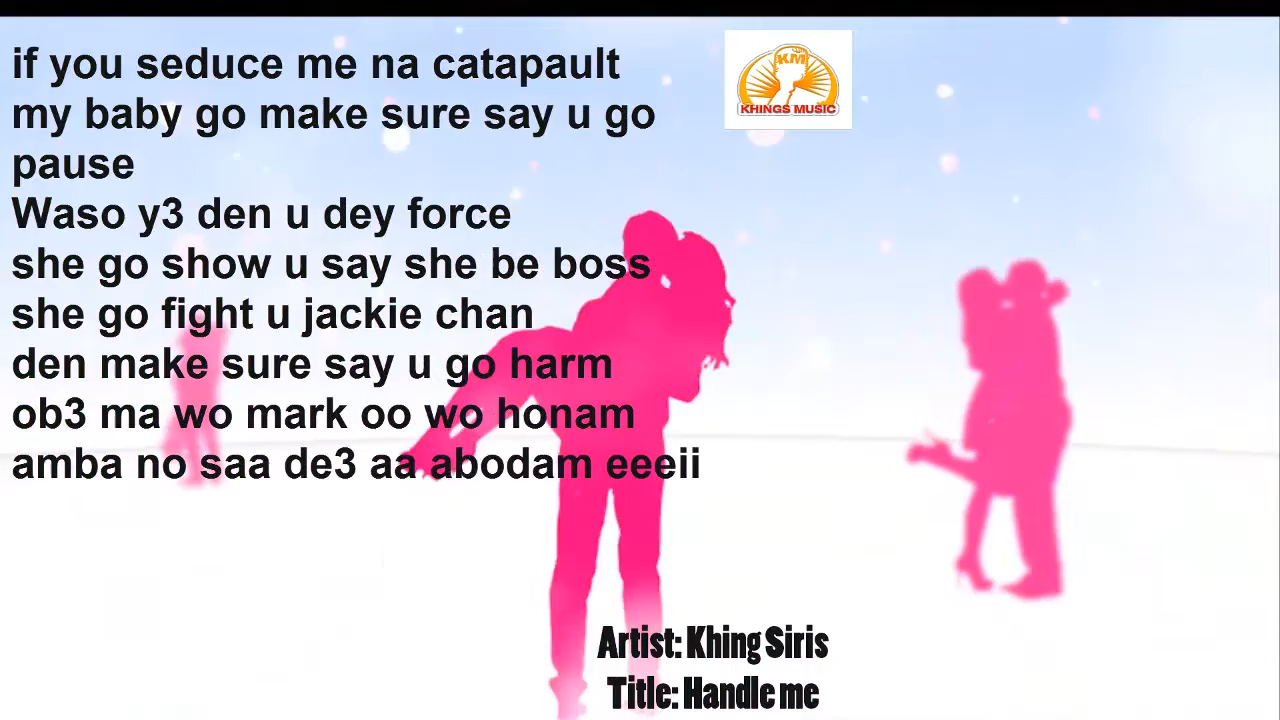 if you seduce me na catapault
my baby go make sure say u go
pause
Waso y3 den u dey force
she go show u say she be boss
she go fight u jackie chan
den make sure say u go harm
ob3 ma wo mark oo wo honam
amba no saa de3 aa abodam eeeii
KM
KHINGS MUSIC
Artist: Khing Siris
Title: Handle me